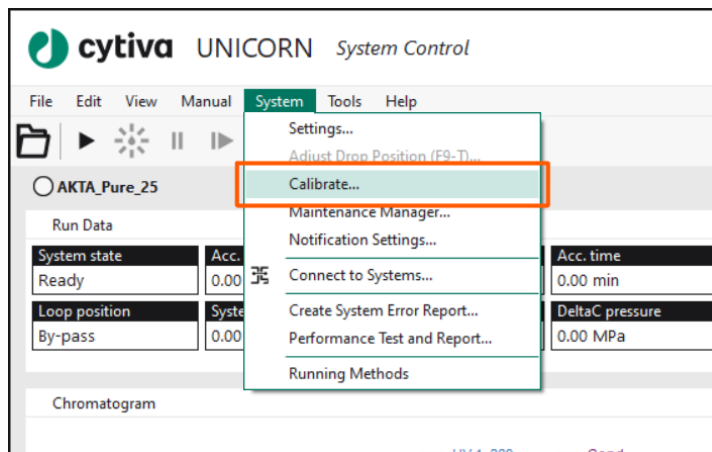 cytiva UNICORN System Control
File Edit View Manual System Tools Help
Settings...
Adjust Drop Position (F9-T)...
AKTA_Pure_25
Calibrate...
Run Data
Maintenance Manager...
Notification Settings...
System state
Acc.
Acc. time
Ready
0.00
Connect to Systems...
0.00 min
Loop position
Syste
Create System Error Report...
DeltaC pressure
By-pass
0.00
Performance Test and Report...
0.00 MPa
Running Methods
Chromatogram